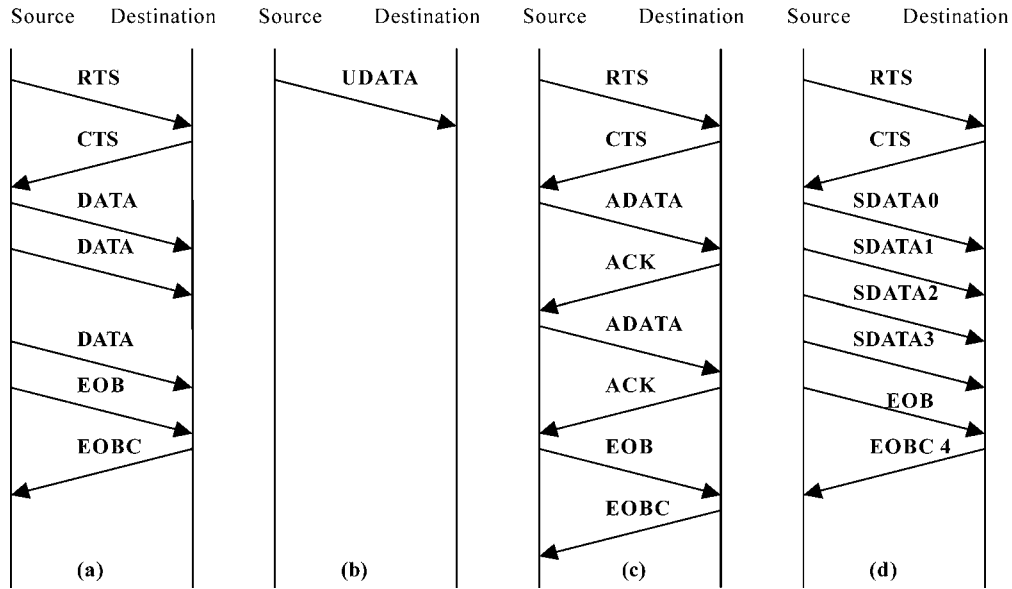 Source Destination Source Destination Source Destination Source Destination
RTS UDATA RTS RTS
CTS CTS CTS
DATA ADATA SDATA0
DATA ACK SDATA1
SDATA2
DATA ADATA SDATA3
EOB ACK EOB
EOBC EOB EOBC 4
EOBC
(a) (b) (c) (d)